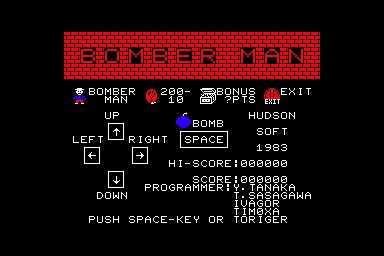 BOMBER MAN
BOMBER 200- BONUS EXIT
MAN 10 ?PTS EXIT
UP HUDSON
BOMB
SOFT
LEFT RIGHT SPACE
1983
HI-SCORE:000000
SCORE:000000
PROGRAMMER:Y.TANAKA
DOWN T.SASAGAWA
IVAGOR
TIMOXA
PUSH SPACE-KEY OR TORIGER